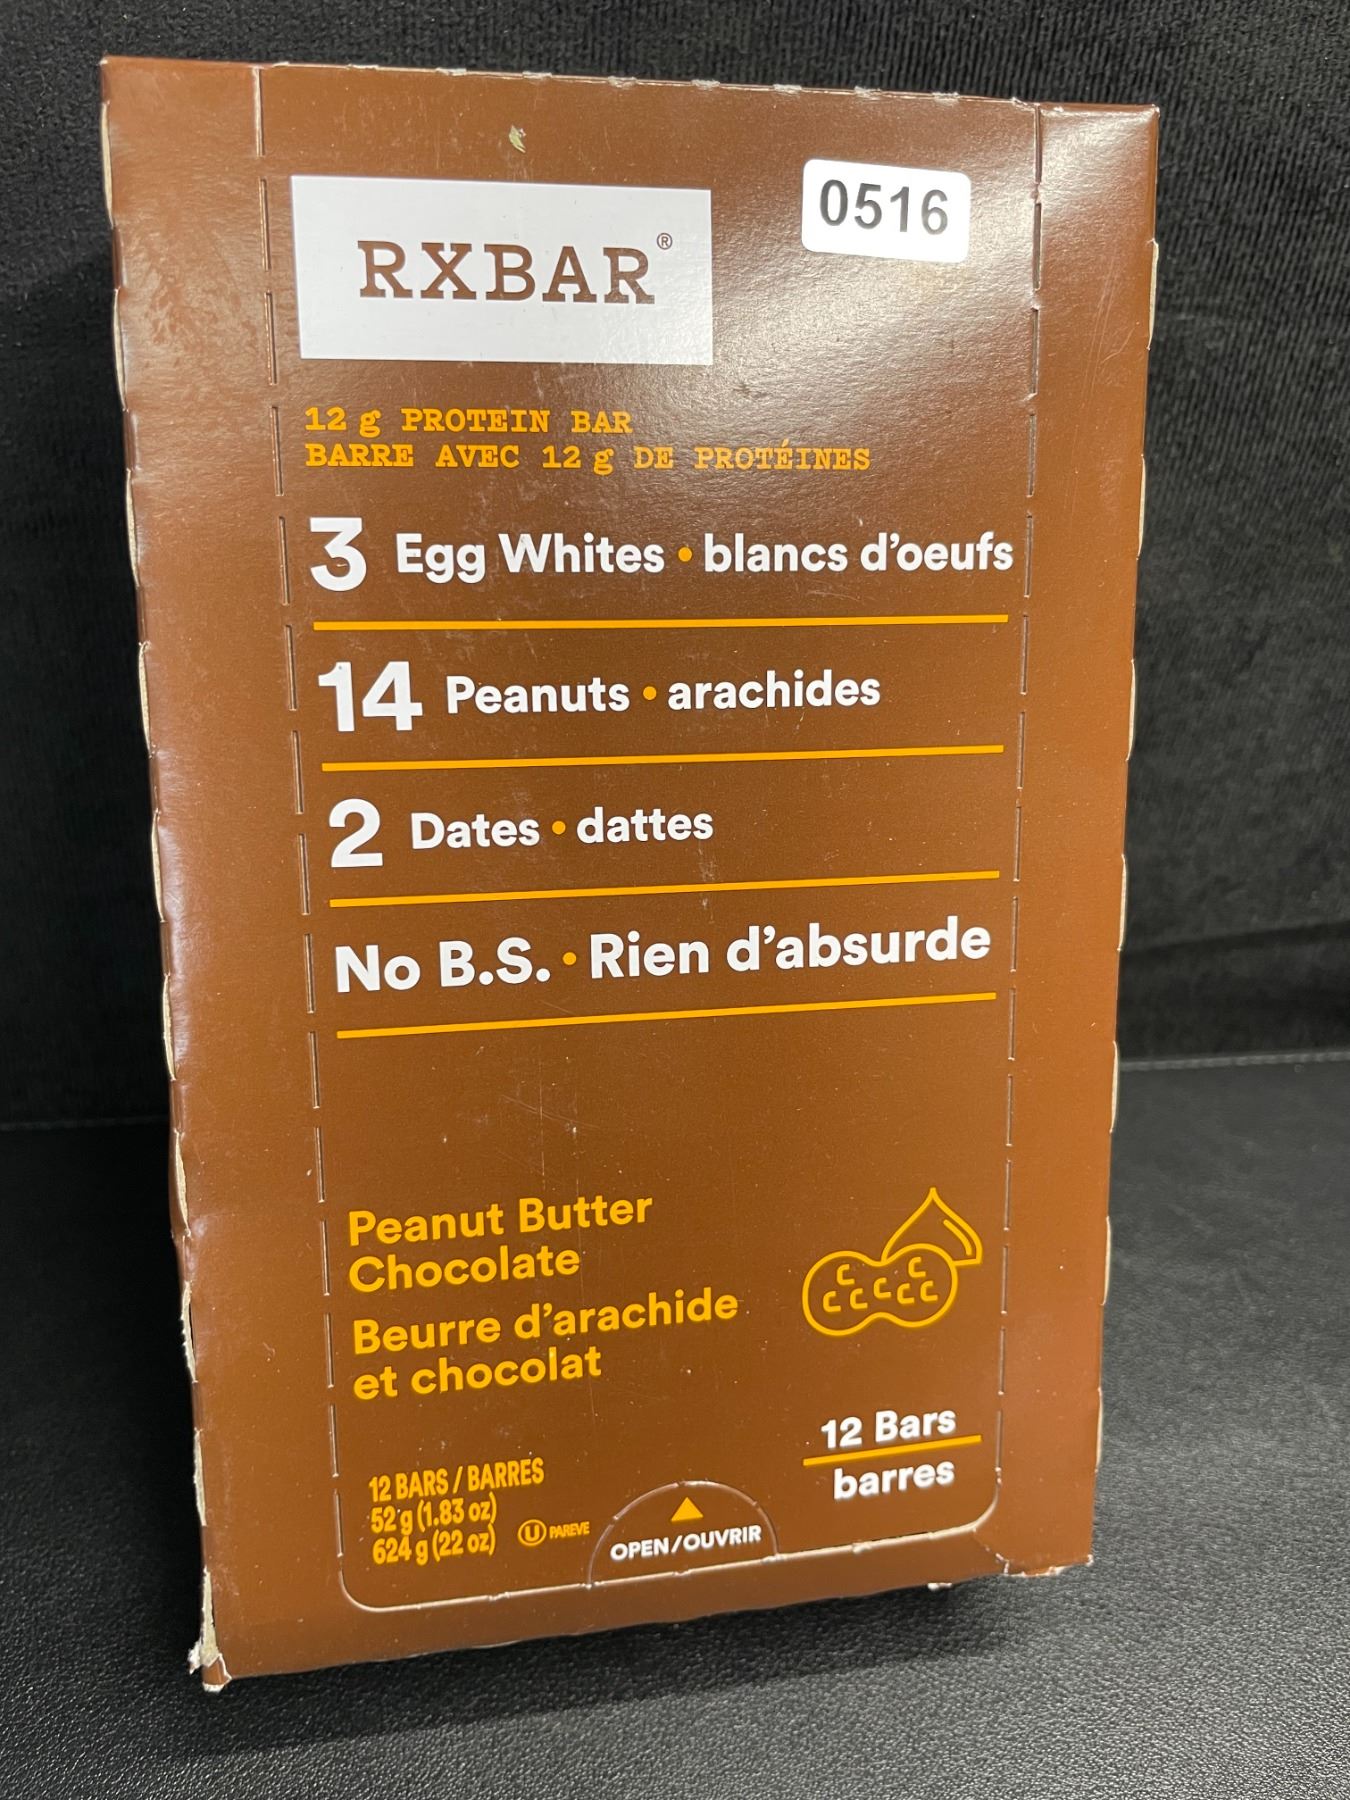 RXBAR®
0516
12 g PROTEIN BAR
BARRE AVEC 12 g DE PROTÉINES
3 Egg Whites • blancs d'oeufs
14 Peanuts • arachides
2 Dates • dattes
No B.S. • Rien d'absurde
Peanut Butter
Chocolate
Beurre d'arachide
et chocolat
12 Bars
barres
12 BARS / BARRES
52 g (1.83 oz)
624 g (22 oz)
U PAREVE
OPEN/OUVRIR